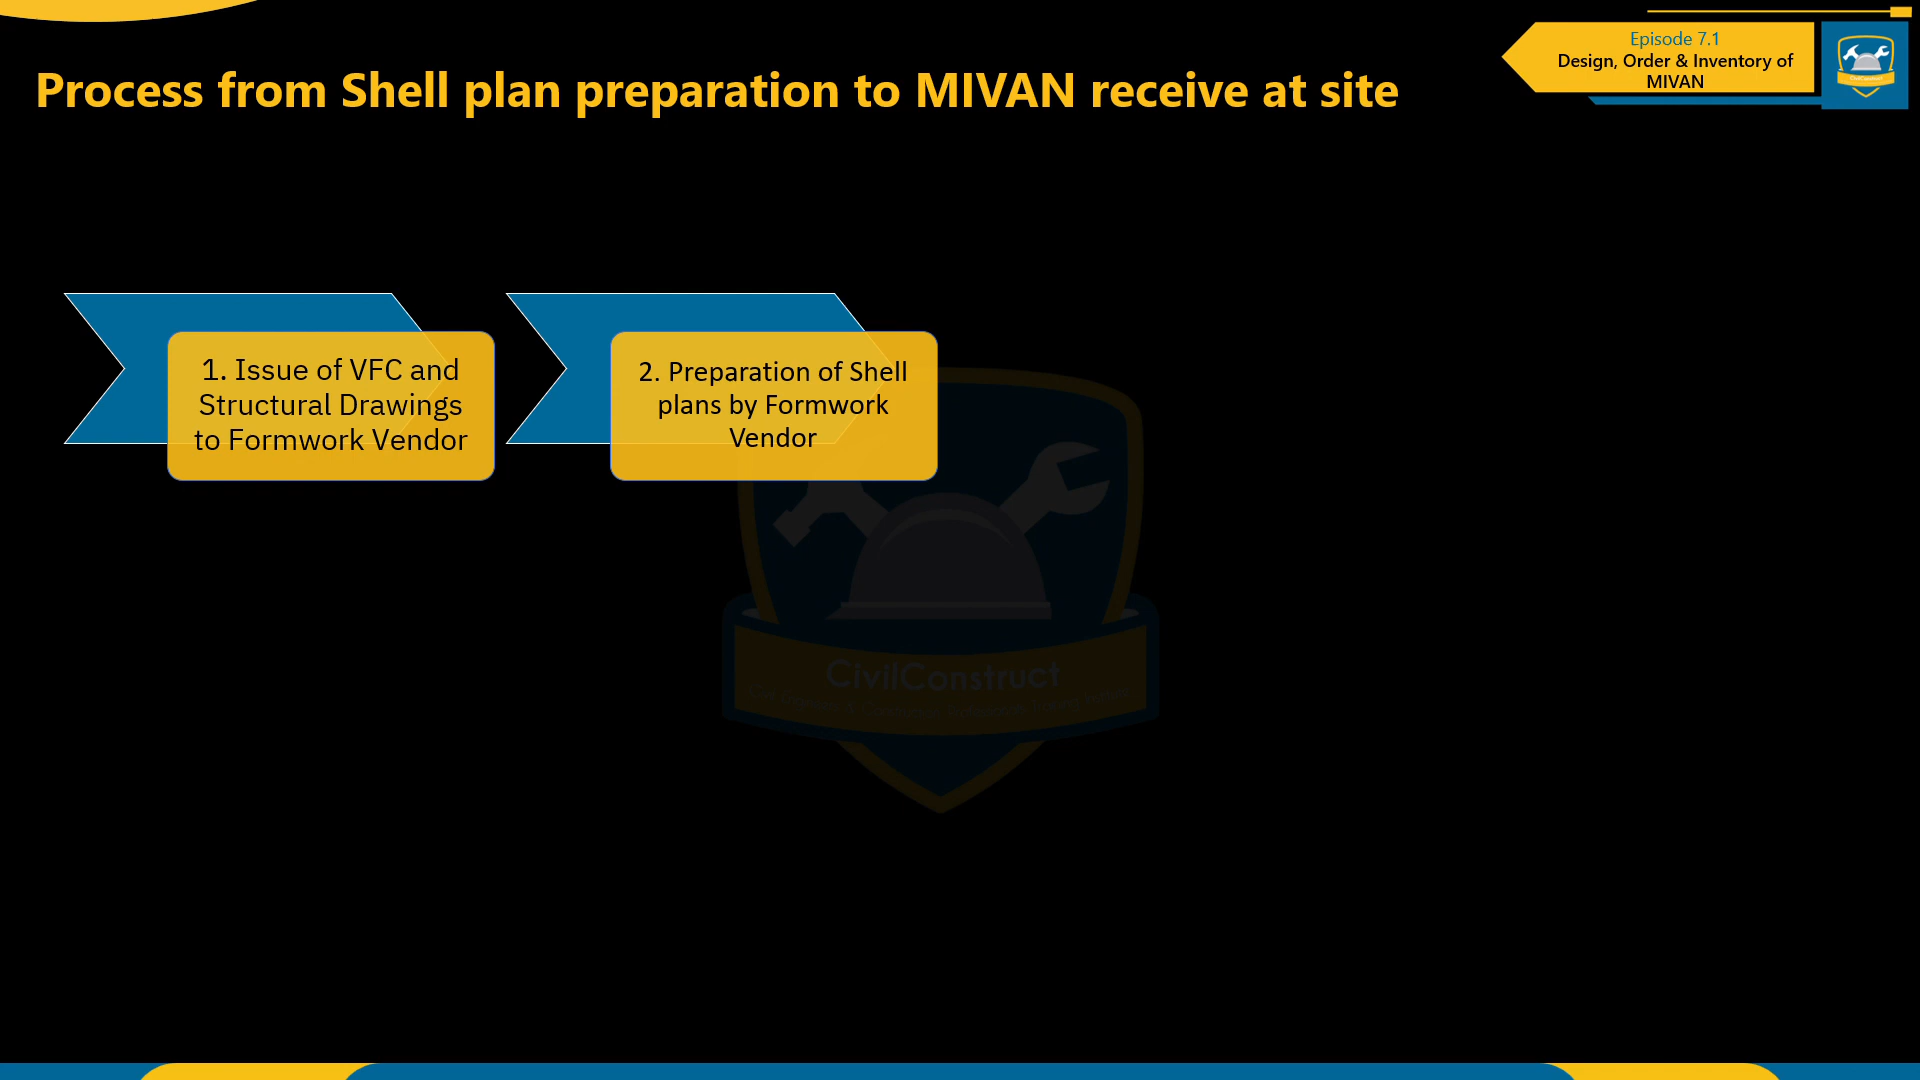 Episode 7.1
Design, Order & Inventory of
MIVAN
Process from Shell plan preparation to MIVAN receive at site
1. Issue of VFC and
Structural Drawings
to Formwork Vendor
2. Preparation of Shell
plans by Formwork
Vendor
CivilConstruct